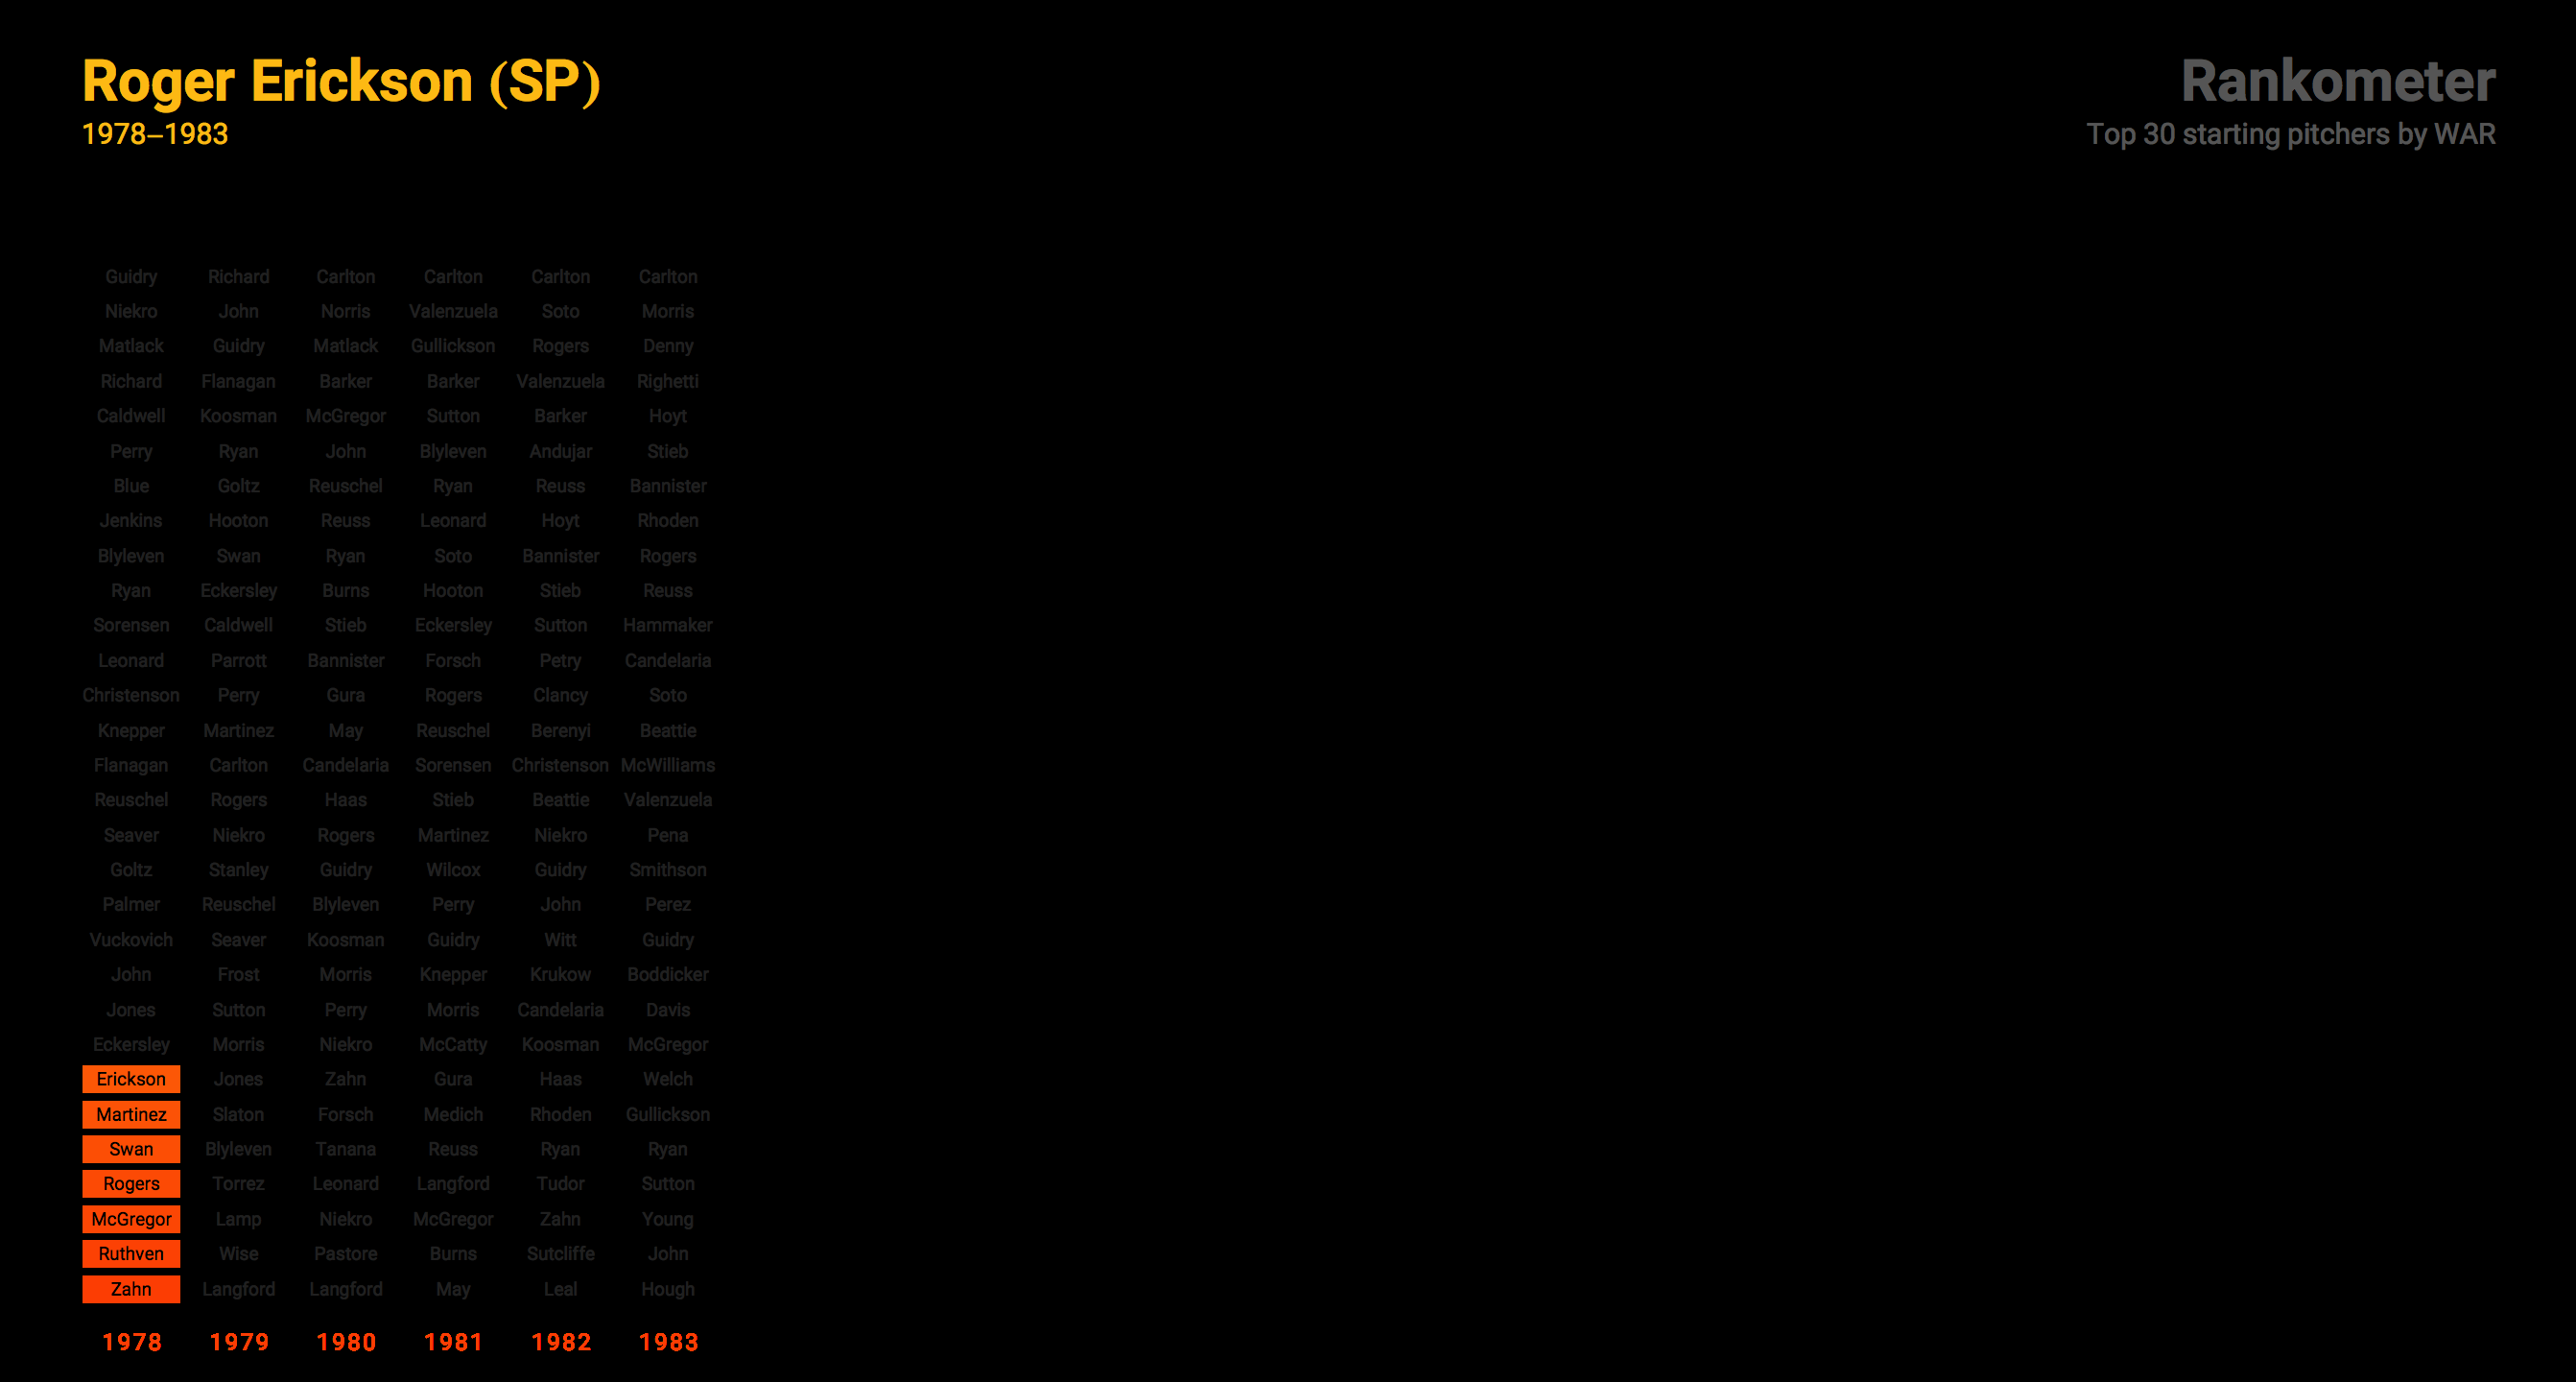 Roger Erickson (SP)
1978–1983
Rankometer
Top 30 starting pitchers by WAR
Guidry Richard Carlton Carlton Carlton Carlton
Niekro John Norris Valenzuela Soto Morris
Matlack Guidry Matlack Gullickson Rogers Denny
Richard Flanagan Barker Barker Valenzuela Righetti
Caldwell Koosman McGregor Sutton Barker Hoyt
Perry Ryan John Blyleven Andujar Stieb
Blue Goltz Reuschel Ryan Reuss Bannister
Jenkins Hooton Reuss Leonard Hoyt Rhoden
Blyleven Swan Ryan Soto Bannister Rogers
Ryan Eckersley Burns Hooton Stieb Reuss
Sorensen Caldwell Stieb Eckersley Sutton Hammaker
Leonard Parrott Bannister Forsch Petry Candelaria
Christenson Perry Gura Rogers Clancy Soto
Knepper Martinez May Reuschel Berenyi Beattie
Flanagan Carlton Candelaria Sorensen Christenson McWilliams
Reuschel Rogers Haas Stieb Beattie Valenzuela
Seaver Niekro Rogers Martinez Niekro Pena
Goltz Stanley Guidry Wilcox Guidry Smithson
Palmer Reuschel Blyleven Perry John Perez
Vuckovich Seaver Koosman Guidry Witt Guidry
John Frost Morris Knepper Krukow Boddicker
Jones Sutton Perry Morris Candelaria Davis
Eckersley Morris Niekro McCatty Koosman McGregor
Erickson Jones Zahn Gura Haas Welch
Martinez Slaton Forsch Medich Rhoden Gullickson
Swan Blyleven Tanana Reuss Ryan Ryan
Rogers Torrez Leonard Langford Tudor Sutton
McGregor Lamp Niekro McGregor Zahn Young
Ruthven Wise Pastore Burns Sutcliffe John
Zahn Langford Langford May Leal Hough
1978 1979 1980 1981 1982 1983